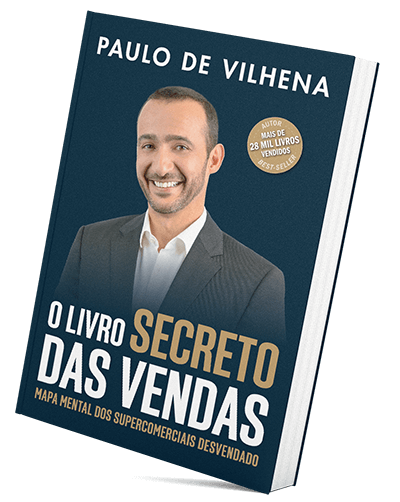 PAULO DE VILHENA
AUTOR
MAIS DE
28 MIL LIVROS
VENDIDOS
BEST-SELLER
O LIVRO SECRETO
DAS VENDAS
MAPA MENTAL DOS SUPERCOMERCIAIS DESVENDADO